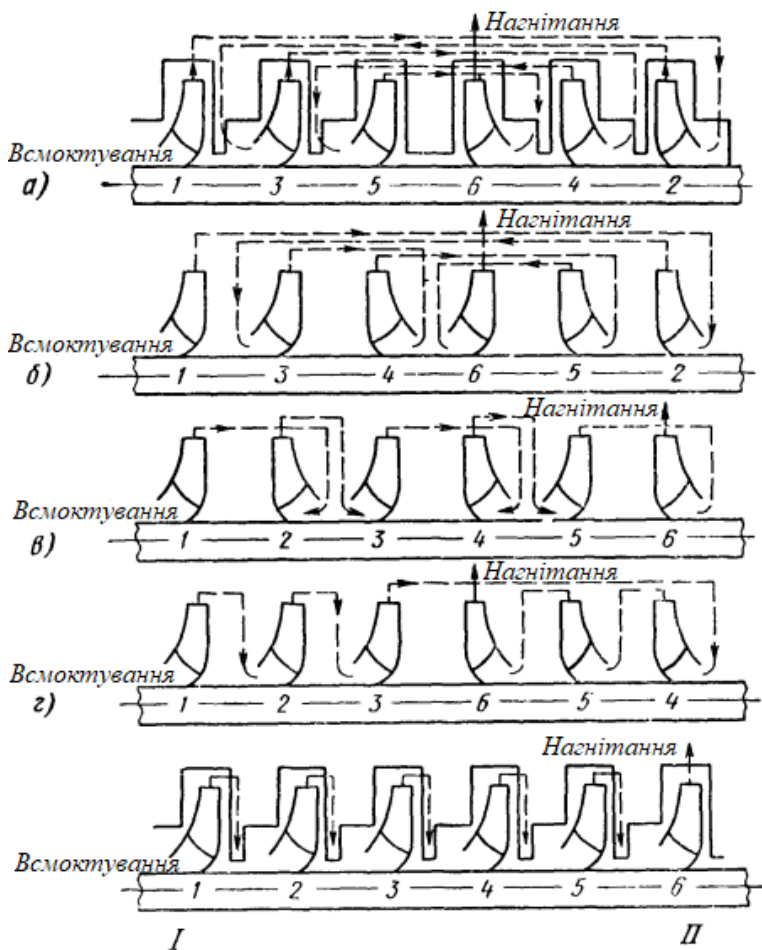 Нагнітання
Всмоктування
а) 1 3 5 6 4 2
Нагнітання
Всмоктування
б) 1 3 4 6 5 2
Нагнітання
Всмоктування
в) 1 2 3 4 5 6
Нагнітання
Всмоктування
г) 1 2 3 6 5 4
Нагнітання
Всмоктування
1 2 3 4 5 6
I II